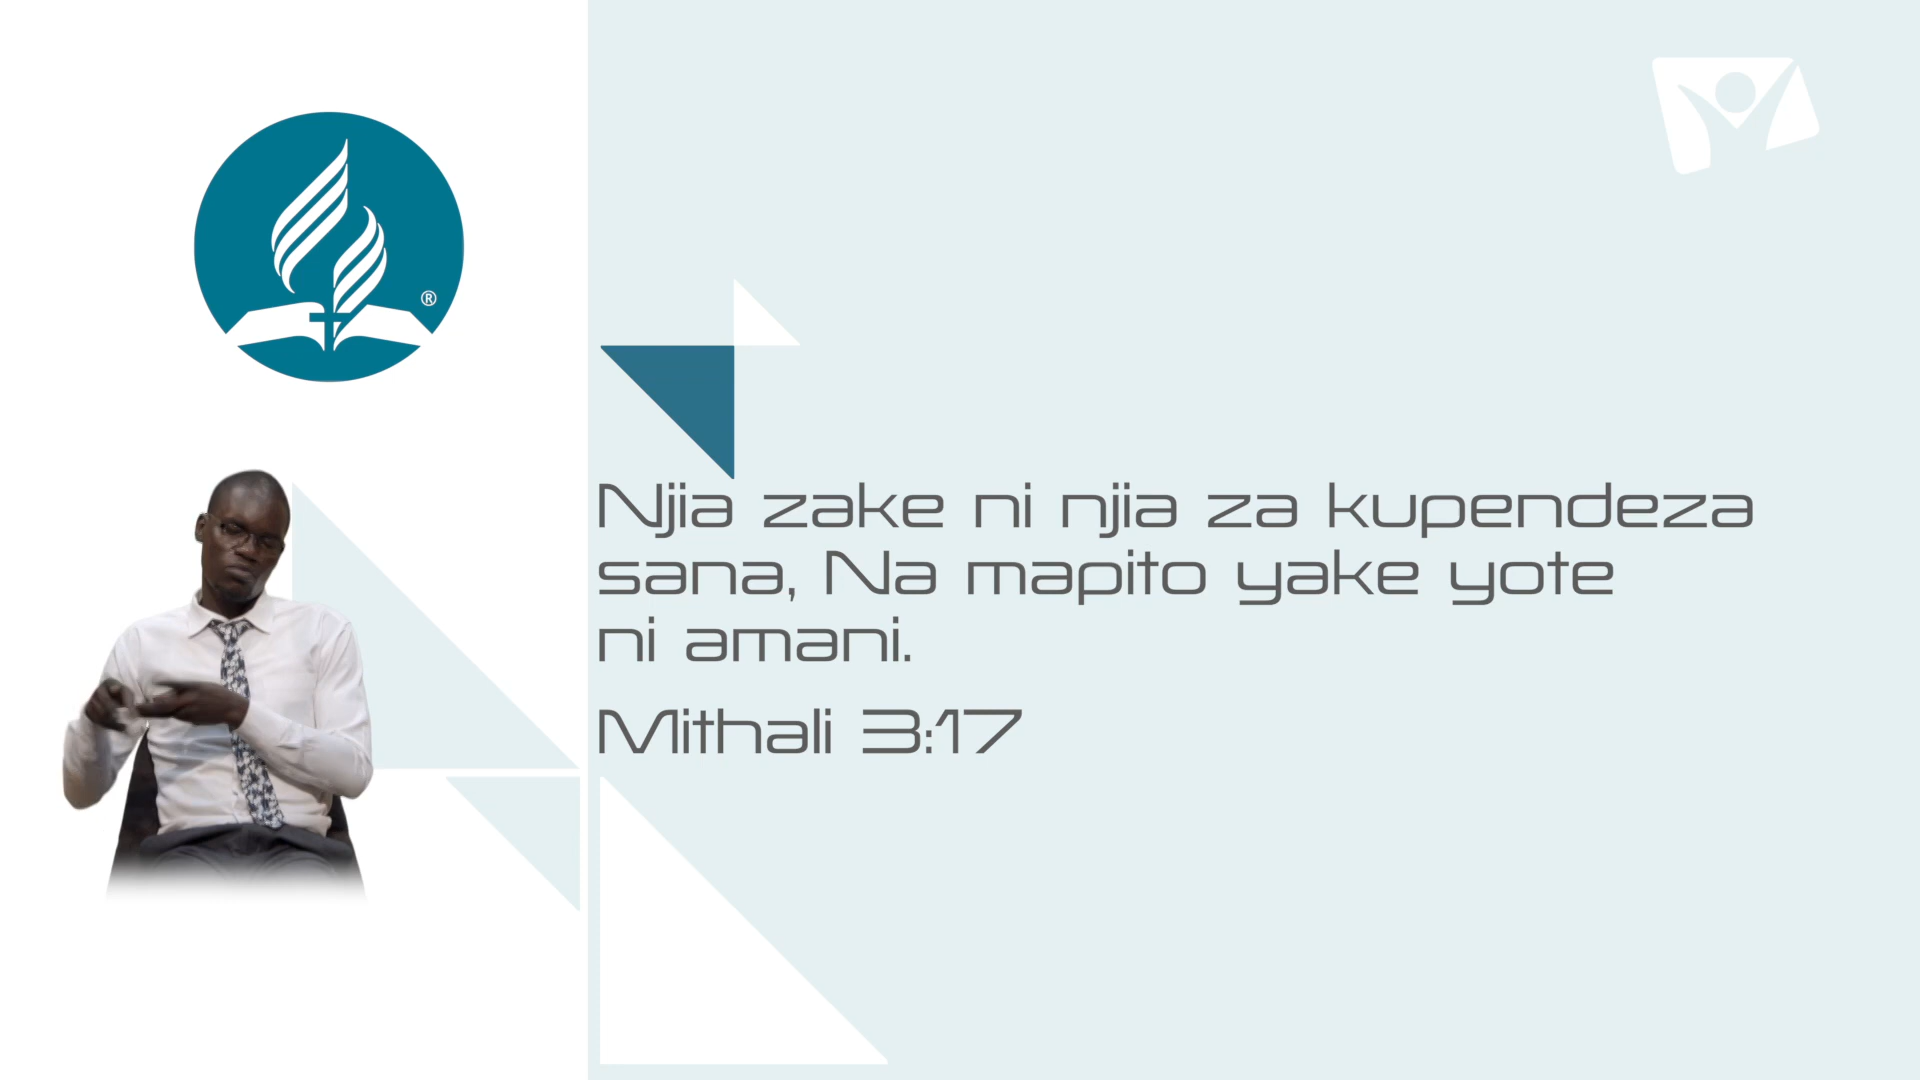 ®
Njia zake ni njia za kupendeza
sana, Na mapito yake yote
ni amani.
Mithali 3:17